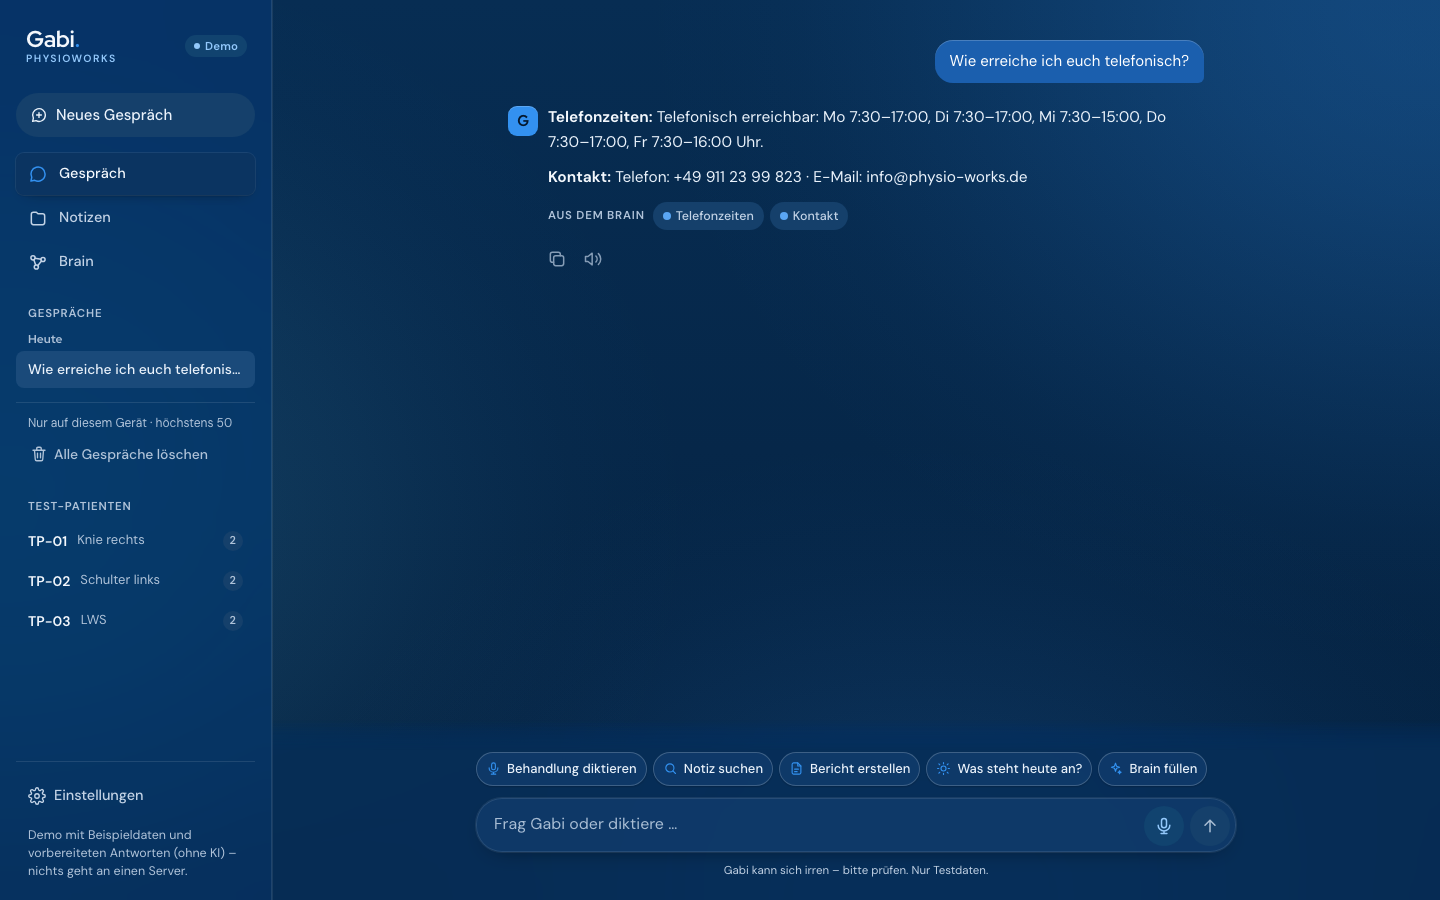 Gabi.
PHYSIOWORKS
Demo
Neues Gespräch
Gespräch
Notizen
Brain
GESPRÄCHE
Heute
Wie erreiche ich euch telefonis...
Nur auf diesem Gerät · höchstens 50
Alle Gespräche löschen
TEST-PATIENTEN
TP-01 Knie rechts 2
TP-02 Schulter links 2
TP-03 LWS 2
Einstellungen
Demo mit Beispieldaten und
vorbereiteten Antworten (ohne KI) –
nichts geht an einen Server.
Wie erreiche ich euch telefonisch?
G
Telefonzeiten: Telefonisch erreichbar: Mo 7:30–17:00, Di 7:30–17:00, Mi 7:30–15:00, Do
7:30–17:00, Fr 7:30–16:00 Uhr.
Kontakt: Telefon: +49 911 23 99 823 · E-Mail: info@physio-works.de
AUS DEM BRAIN Telefonzeiten Kontakt
Behandlung diktieren Notiz suchen Bericht erstellen Was steht heute an? Brain füllen
Frag Gabi oder diktiere ...
Gabi kann sich irren – bitte prüfen. Nur Testdaten.